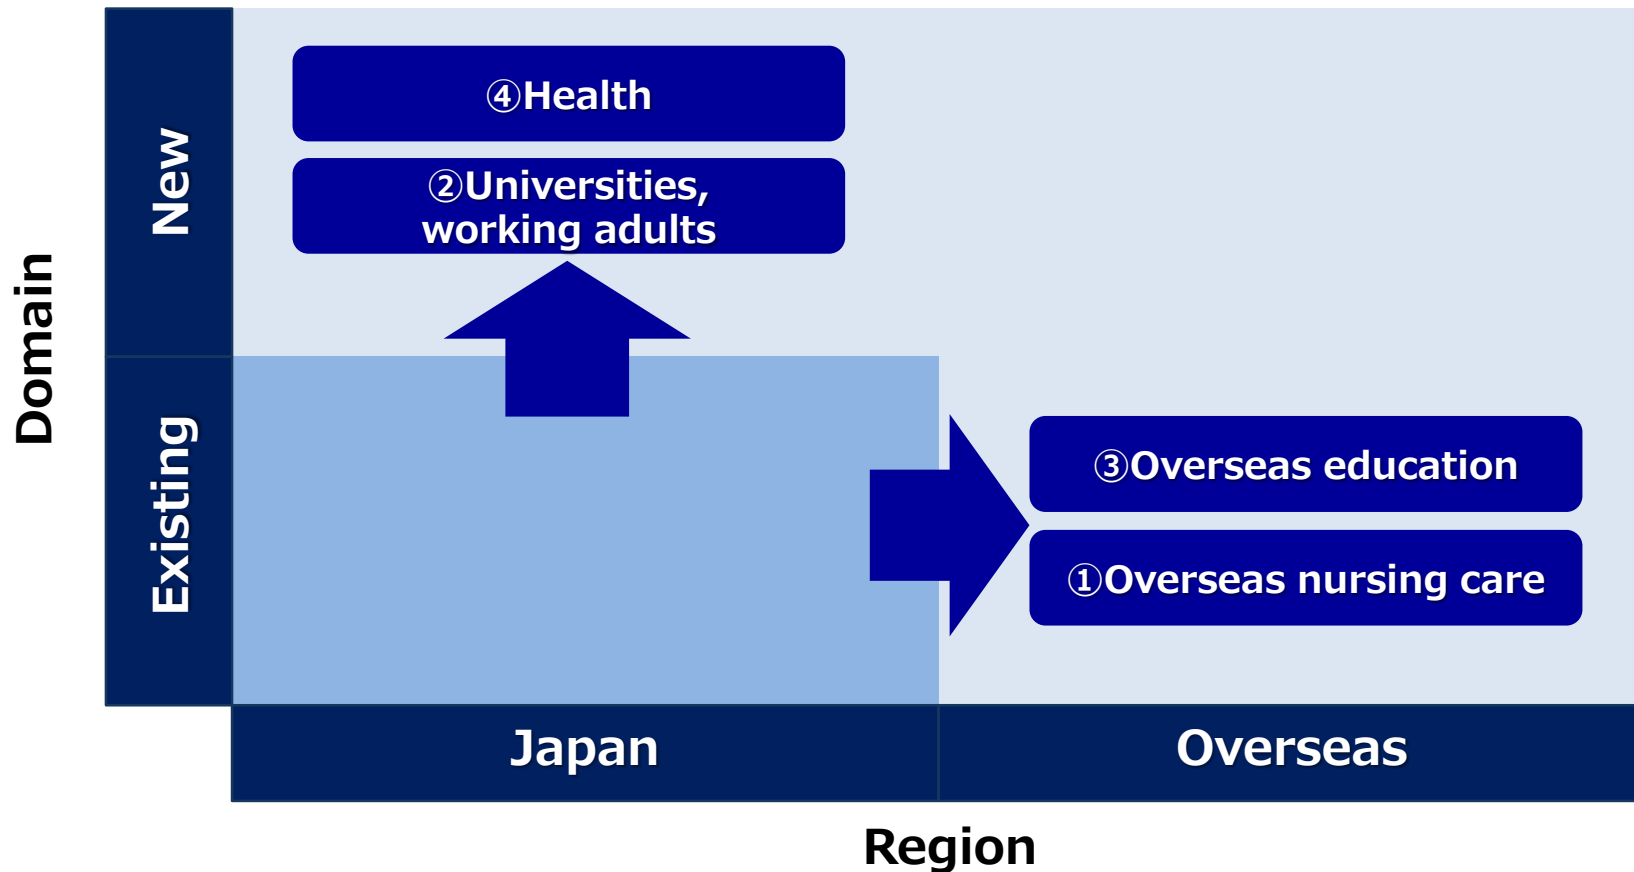 Domain
New
④Health
②Universities,
working adults
Existing
③Overseas education
①Overseas nursing care
Japan
Overseas
Region